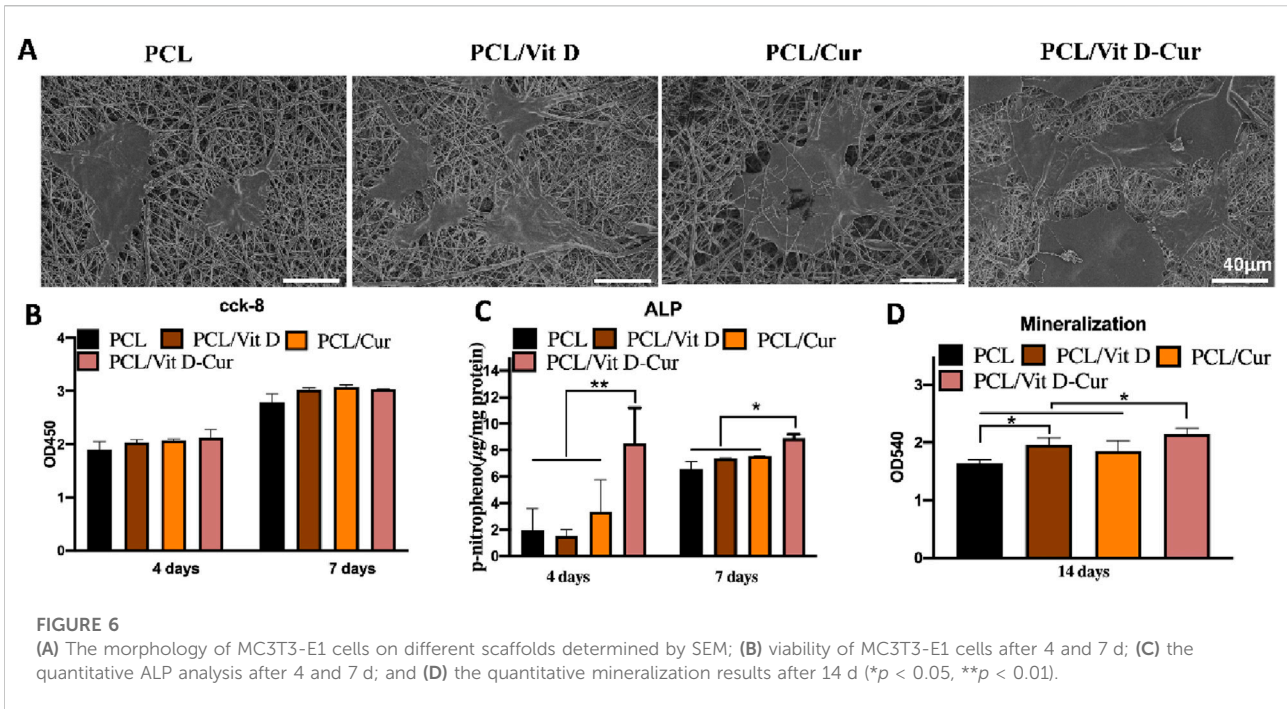 A
PCL
PCL/Vit D
PCL/Cur
PCL/Vit D-Cur
40μm
B
cck-8
PCL
PCL/Vit D
PCL/Cur
PCL/Vit D-Cur
OD450
4
3
2
1
0
4 days
7 days
C
ALP
PCL
PCL/Vit D
PCL/Cur
PCL/Vit D-Cur
p-nitropheno(μg/mg protein)
14
12
10
8
6
4
2
0
**
*
4 days
7 days
D
Mineralization
PCL
PCL/Vit D
PCL/Cur
PCL/Vit D-Cur
OD540
3
2
1
0
*
*
14 days
FIGURE 6
(A) The morphology of MC3T3-E1 cells on different scaffolds determined by SEM; (B) viability of MC3T3-E1 cells after 4 and 7 d; (C) the
quantitative ALP analysis after 4 and 7 d; and (D) the quantitative mineralization results after 14 d (*p < 0.05, **p < 0.01).